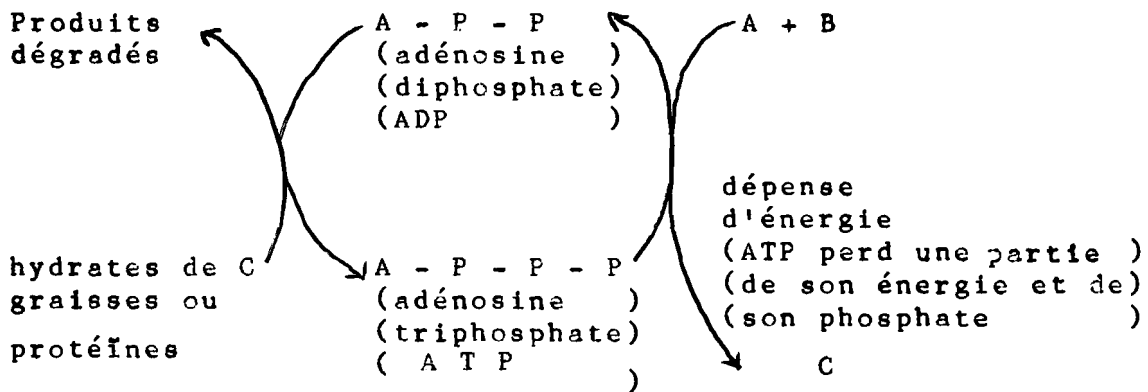 Produits
dégradés
A - P - P
(adénosine )
(diphosphate)
(ADP )
A + B
dépense
d'énergie
(ATP perd une partie )
(de son énergie et de)
(son phosphate )
C
hydrates de C
graisses ou
protéïnes
A - P - P - P
(adénosine )
(triphosphate)
( A T P
)